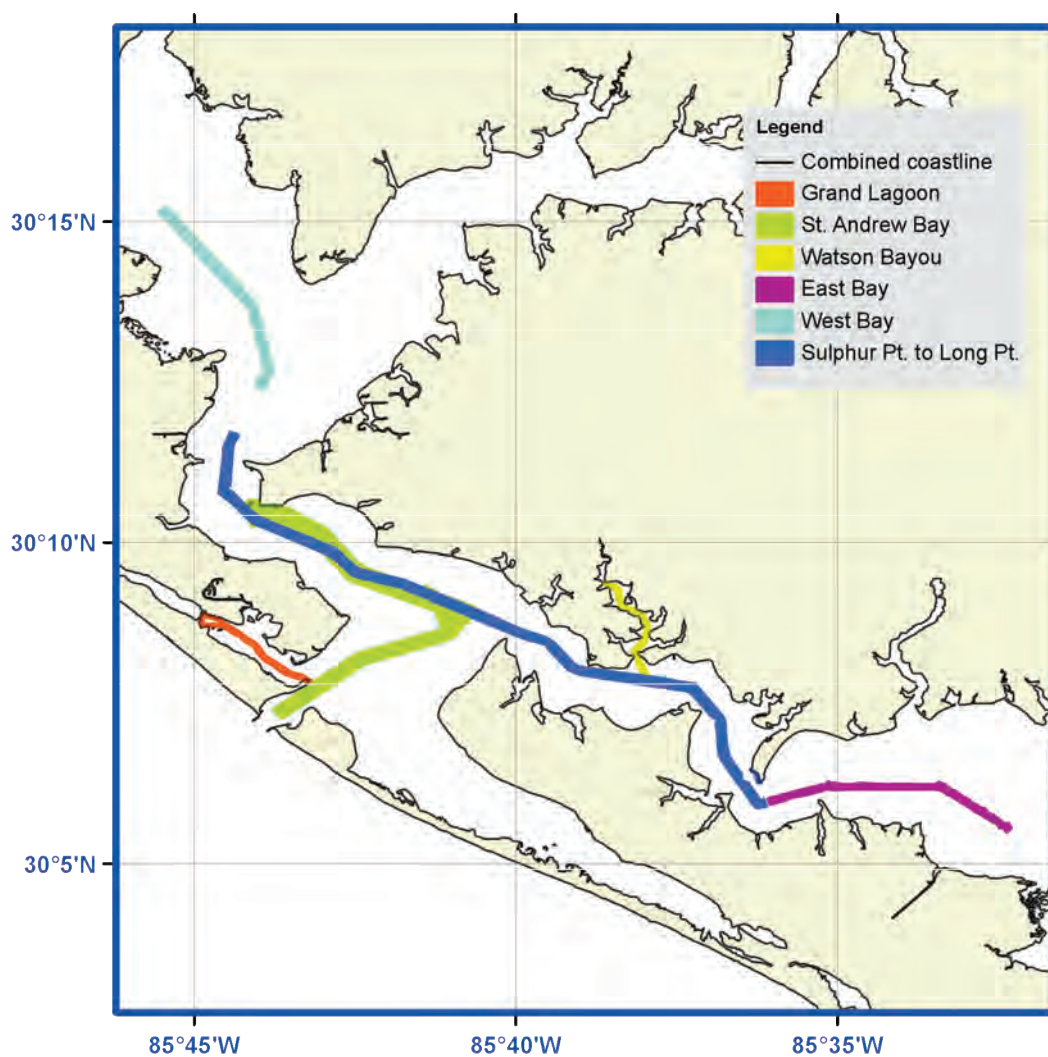 Legend
Combined coastline
Grand Lagoon
St. Andrew Bay
Watson Bayou
East Bay
West Bay
Sulphur Pt. to Long Pt.
30°15'N
30°10'N
30°5'N
85°45'W
85°40'W
85°35'W